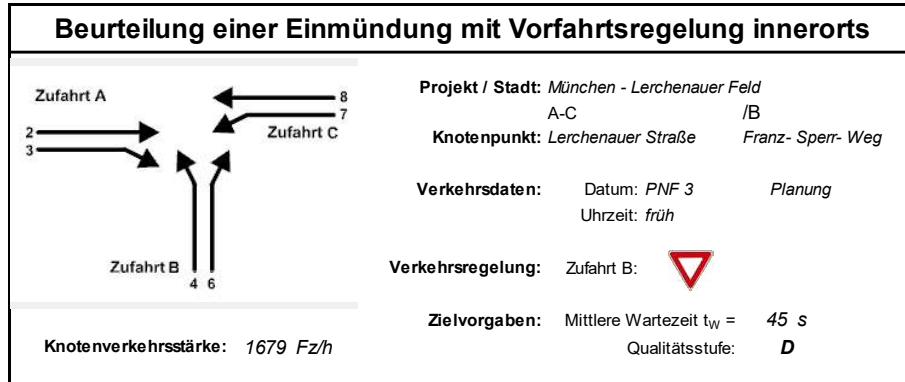 Beurteilung einer Einmündung mit Vorfahrtsregelung innerorts
Zufahrt A
8
7
Zufahrt C
2
3
Zufahrt B
4 6
Knotenverkehrsstärke: 1679 Fz/h
Projekt / Stadt: München - Lerchenauer Feld
A-C /B
Knotenpunkt: Lerchenauer Straße Franz- Sperr- Weg
Verkehrsdaten: Datum: PNF 3 Planung
Uhrzeit: früh
Verkehrsregelung: Zufahrt B:
Zielvorgaben: Mittlere Wartezeit tW = 45 s
Qualitätsstufe: D